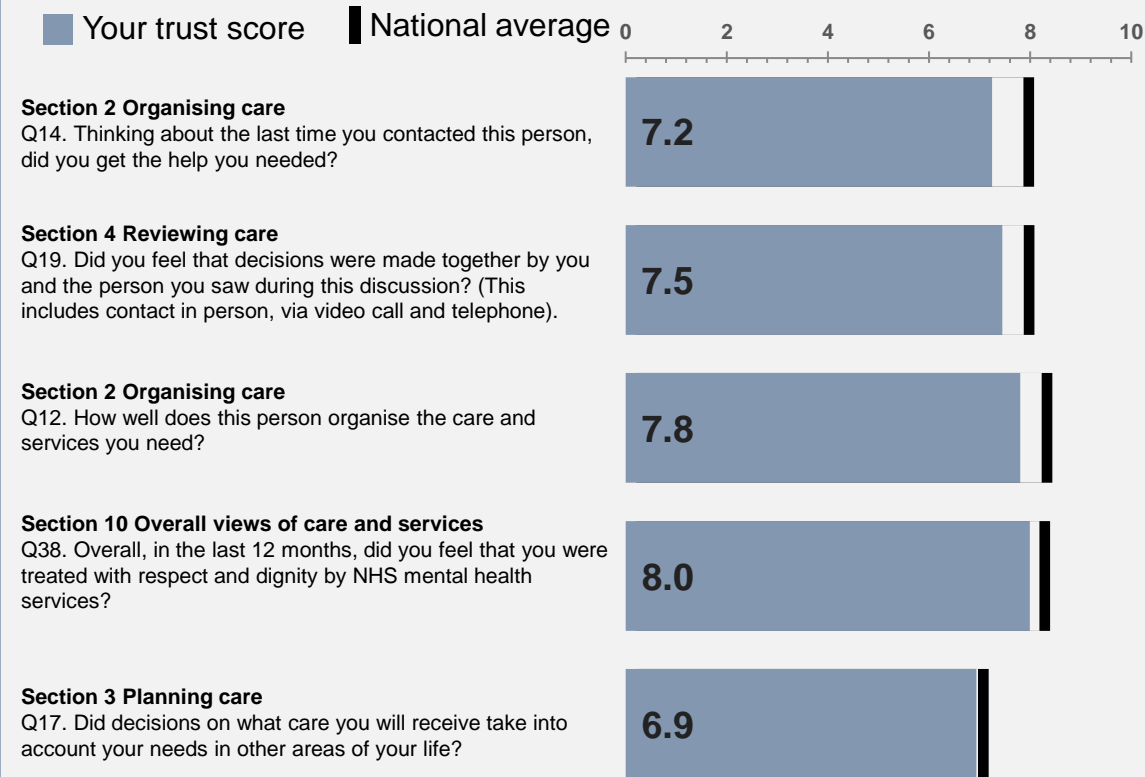 Your trust score
National average
0 2 4 6 8 10
Section 2 Organising care
Q14. Thinking about the last time you contacted this person,
did you get the help you needed?
7.2
Section 4 Reviewing care
Q19. Did you feel that decisions were made together by you
and the person you saw during this discussion? (This
includes contact in person, via video call and telephone).
7.5
Section 2 Organising care
Q12. How well does this person organise the care and
services you need?
7.8
Section 10 Overall views of care and services
Q38. Overall, in the last 12 months, did you feel that you were
treated with respect and dignity by NHS mental health
services?
8.0
Section 3 Planning care
Q17. Did decisions on what care you will receive take into
account your needs in other areas of your life?
6.9